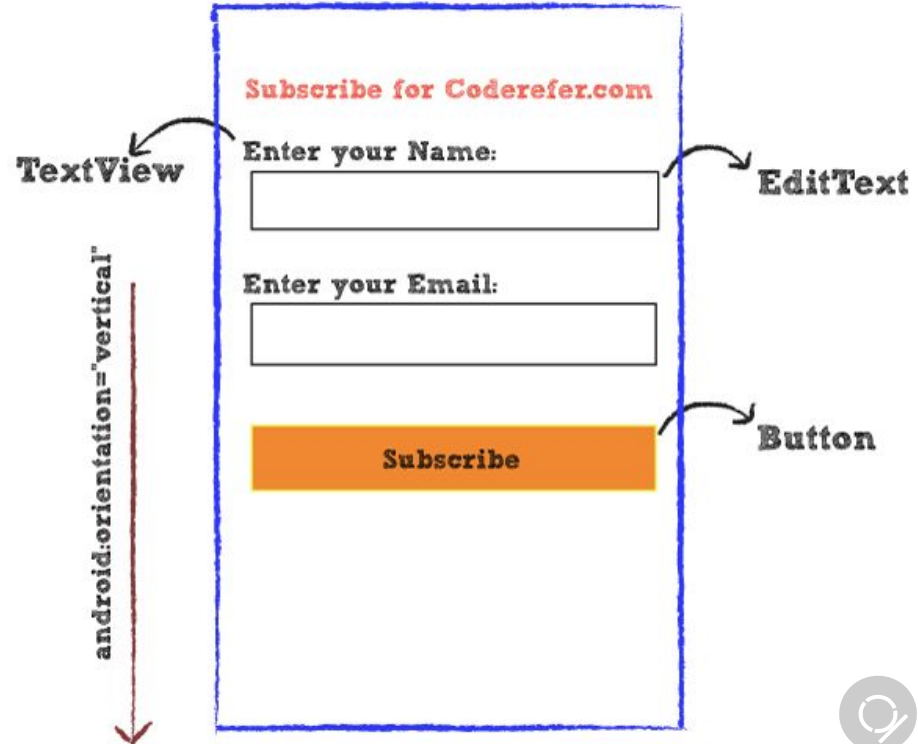 Subscribe for Coderefer.com
Enter your Name:
TextView
EditText
Enter your Email:
android:orientation="vertical"
Button
Subscribe